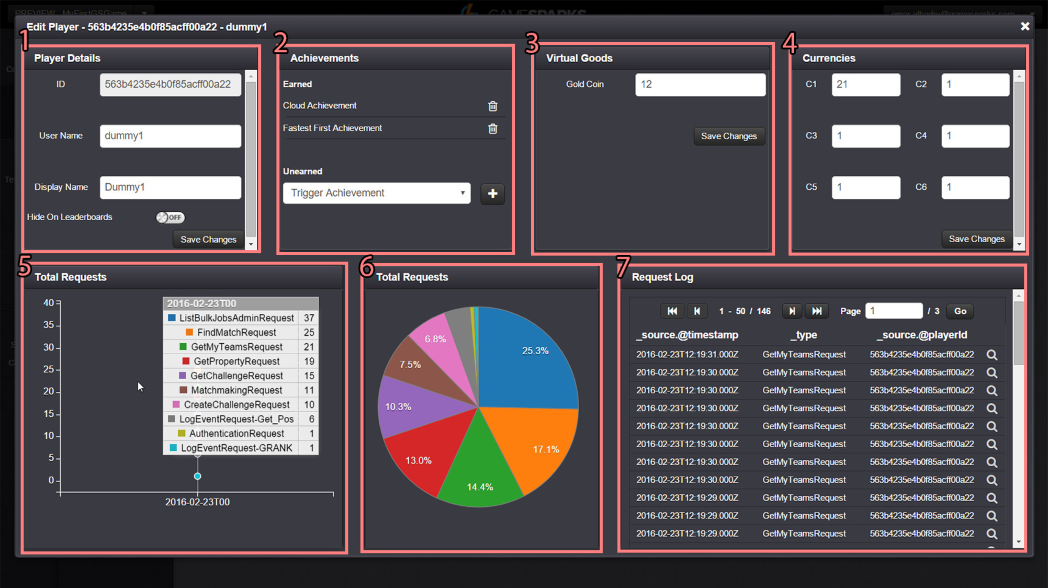 PREVIEW - MyFirstGSGame
GAMESPARKS
Edit Player - 563b4235e4b0f85acff00a22 - dummy1
1
Player Details
ID
563b4235e4b0f85acff00a22
User Name
dummy1
Display Name
Dummy1
Hide On Leaderboards
OFF
Save Changes
2
Achievements
Earned
Cloud Achievement
Fastest First Achievement
Unearned
Trigger Achievement
3
Virtual Goods
Gold Coin 12
Save Changes
4
Currencies
C1 21 C2 1
C3 1 C4 1
C5 1 C6 1
Save Changes
5
Total Requests
40
35
30
25
20
15
10
5
0
2016-02-23T00
ListBulkJobsAdminRequest 37
FindMatchRequest 25
GetMyTeamsRequest 21
GetPropertyRequest 19
GetChallengeRequest 15
MatchmakingRequest 11
CreateChallengeRequest 10
LogEventRequest-Get_Pos 6
AuthenticationRequest 1
LogEventRequest-GRANK 1
2016-02-23T00
6
Total Requests
25.3%
17.1%
14.4%
13.0%
10.3%
7.5%
6.8%
7
Request Log
1 - 50 / 146 Page 1 / 3 Go
_source.@timestamp _type _source.@playerId
2016-02-23T12:19:31.000Z GetMyTeamsRequest 563b4235e4b0f85acff00a22
2016-02-23T12:19:30.000Z GetMyTeamsRequest 563b4235e4b0f85acff00a22
2016-02-23T12:19:30.000Z GetMyTeamsRequest 563b4235e4b0f85acff00a22
2016-02-23T12:19:30.000Z GetMyTeamsRequest 563b4235e4b0f85acff00a22
2016-02-23T12:19:30.000Z GetMyTeamsRequest 563b4235e4b0f85acff00a22
2016-02-23T12:19:30.000Z GetMyTeamsRequest 563b4235e4b0f85acff00a22
2016-02-23T12:19:30.000Z GetMyTeamsRequest 563b4235e4b0f85acff00a22
2016-02-23T12:19:30.000Z GetMyTeamsRequest 563b4235e4b0f85acff00a22
2016-02-23T12:19:29.000Z GetMyTeamsRequest 563b4235e4b0f85acff00a22
2016-02-23T12:19:29.000Z GetMyTeamsRequest 563b4235e4b0f85acff00a22
2016-02-23T12:19:29.000Z GetMyTeamsRequest 563b4235e4b0f85acff00a22